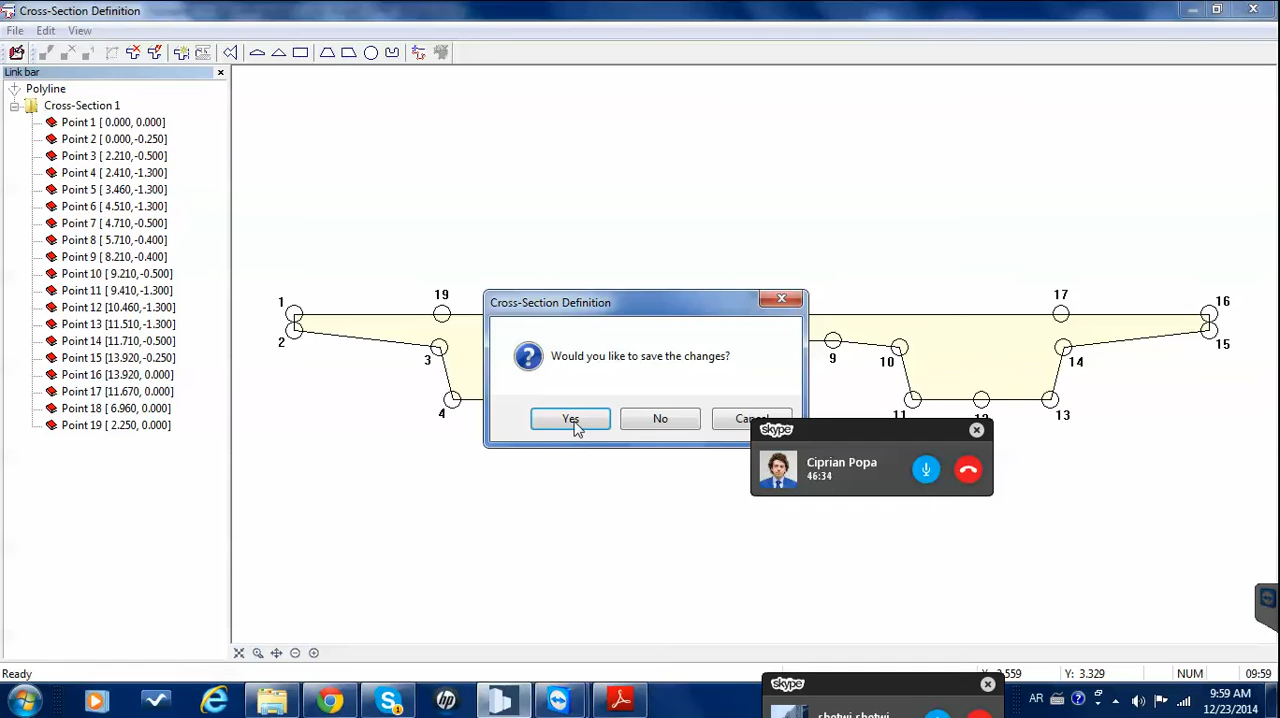 Cross-Section Definition
File Edit View
Link bar
Polyline
Cross-Section 1
Point 1 [ 0.000, 0.000]
Point 2 [ 0.000,-0.250]
Point 3 [ 2.210,-0.500]
Point 4 [ 2.410,-1.300]
Point 5 [ 3.460,-1.300]
Point 6 [ 4.510,-1.300]
Point 7 [ 4.710,-0.500]
Point 8 [ 5.710,-0.400]
Point 9 [ 8.210,-0.400]
Point 10 [ 9.210,-0.500]
Point 11 [ 9.410,-1.300]
Point 12 [10.460,-1.300]
Point 13 [11.510,-1.300]
Point 14 [11.710,-0.500]
Point 15 [13.920,-0.250]
Point 16 [13.920, 0.000]
Point 17 [11.670, 0.000]
Point 18 [ 6.960, 0.000]
Point 19 [ 2.250, 0.000]
1 19 17 16
2 3 9 10 14 15
4 11 13
Cross-Section Definition
Would you like to save the changes?
Yes No
skype
Ciprian Popa
46:34
Ready
3.329 NUM 09:59
skype
AR
9:59 AM
12/23/2014